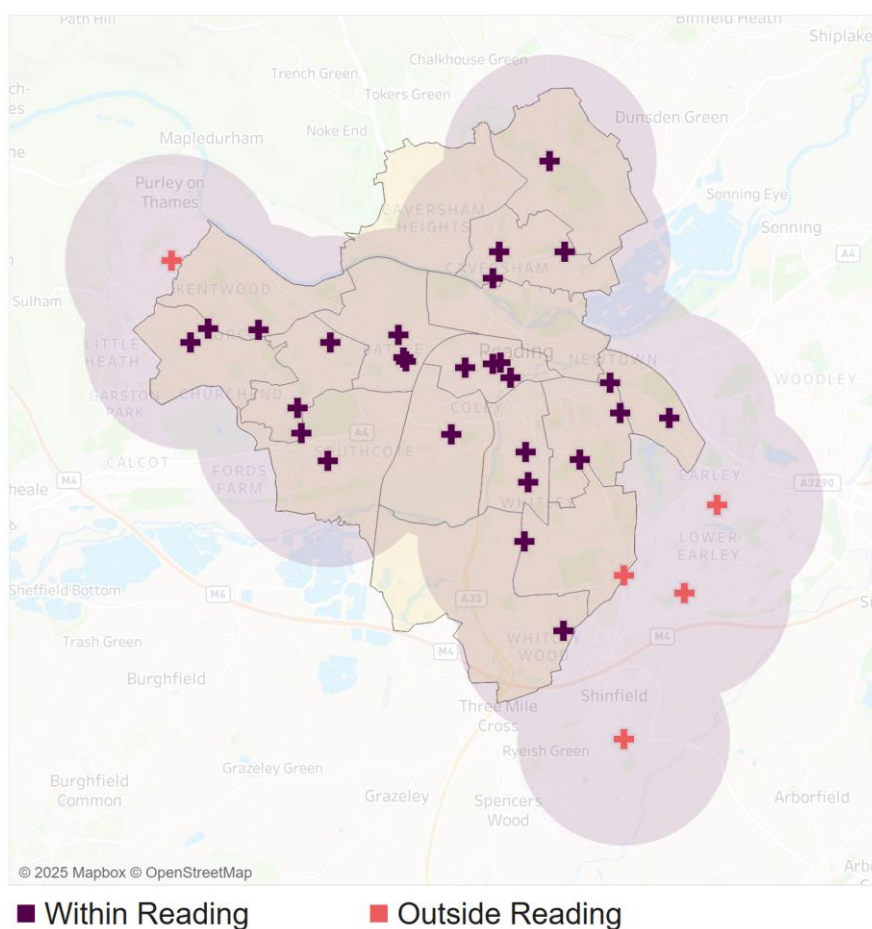 Path Hill
Binfield Heath
Shiplake
Chalkhouse Green
Trench Green
Tokers Green
Dunsden Green
Noke End
Mapledurham
Purley on
Thames
Sonning Eye
CAVERSHAM
HEIGHTS
Sonning
A4
CAVERSHAM
KENTWOOD
Sulham
LITTLE
HEATH
Reading
NEWTOWN
WOODLEY
CHURCHEND
COLEY
A4
SOUTHCOTE
CALCOT
FORDS
FARM
EARLEY
A3290
M4
heale
WHITLEY
LOWER
EARLEY
Sheffield Bottom
M4
A33
Trash Green
WHITLEY
WOOD
M4
M4
Burghfield
Shinfield
Three Mile
Cross
Ryeish Green
Grazeley Green
Burghfield
Common
Grazeley
Spencers
Wood
Arborfield
© 2025 Mapbox © OpenStreetMap
Within Reading
Outside Reading